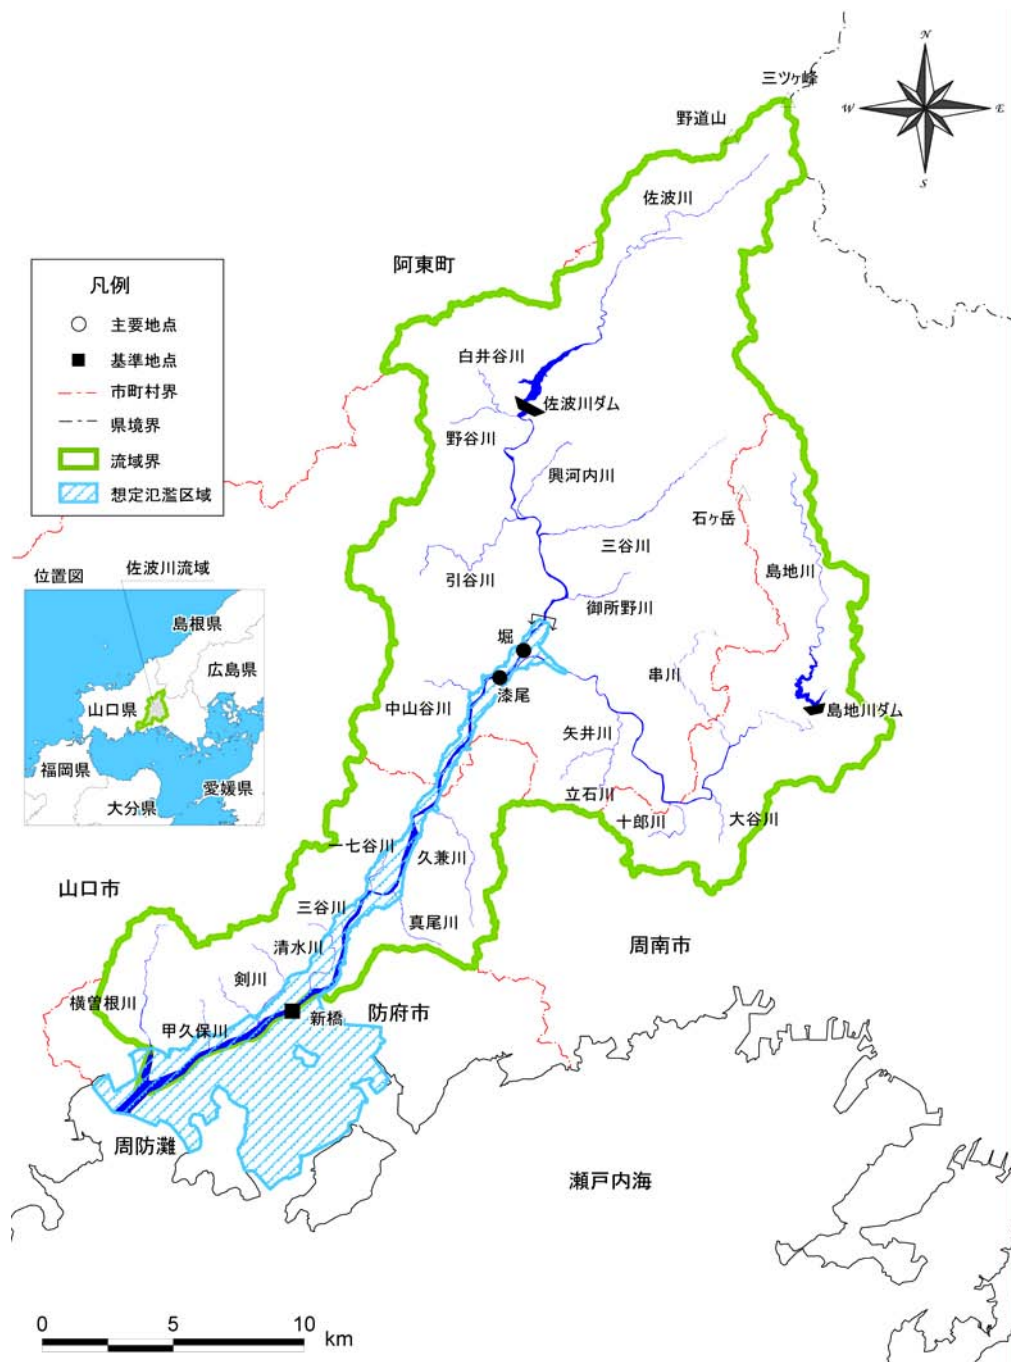 三ツヶ峰
野道山
N
W
E
S
佐波川
阿東町
凡例
主要地点
基準地点
市町村界
県境界
流域界
想定氾濫区域
白井谷川
佐波川ダム
野谷川
興河内川
石ヶ岳
三谷川
島地川
引谷川
御所野川
位置図
佐波川流域
島根県
広島県
山口県
福岡県
愛媛県
大分県
堀
漆尾
串川
中山谷川
島地川ダム
矢井川
立石川
十郎川
大谷川
一七谷川
久兼川
山口市
三谷川
真尾川
清水川
周南市
剣川
横曽根川
新橋
防府市
甲久保川
周防灘
瀬戸内海
0
5
10
km